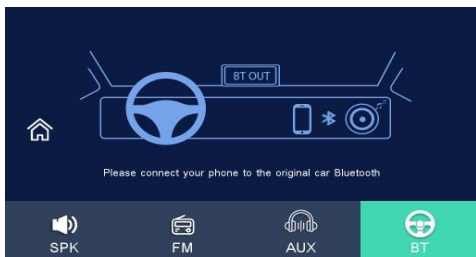 BT OUT
Please connect your phone to the original car Bluetooth
SPK
FM
AUX
BT